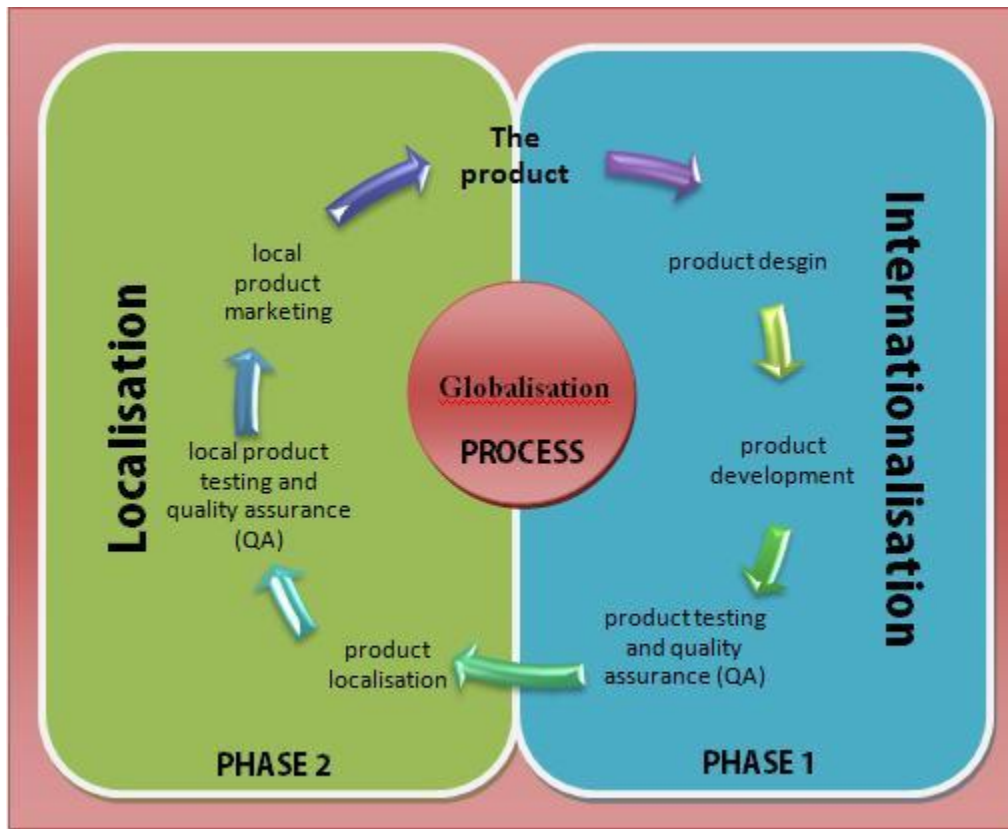 The
product
product desgin
product
development
product testing
and quality
assurance (QA)
Internationalisation
PHASE 1
product
localisation
local product
testing and
quality assurance
(QA)
local
product
marketing
Localisation
PHASE 2
Globalisation
PROCESS